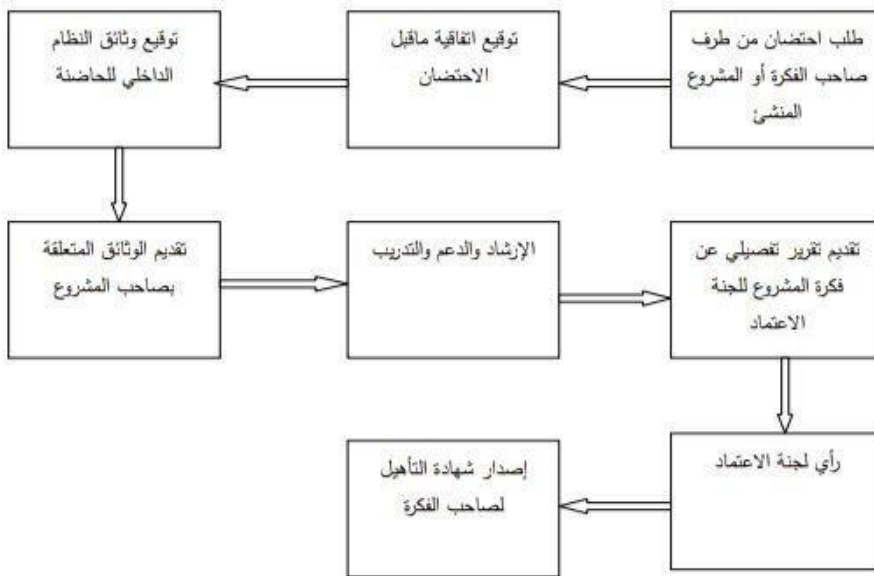 طلب احتضان من طرف
صاحب الفكرة أو المشروع
المنشئ
توقيع اتفاقية ماقبل
الاحتضان
توقيع وثائق النظام
الداخلي للحاضنة
تقديم الوثائق المتعلقة
بصاحب المشروع
الإرشاد والدعم والتدريب
تقديم تقرير تفصيلي عن
فكرة المشروع للجنة
الاعتماد
رأي لجنة الاعتماد
إصدار شهادة التأهيل
لصاحب الفكرة